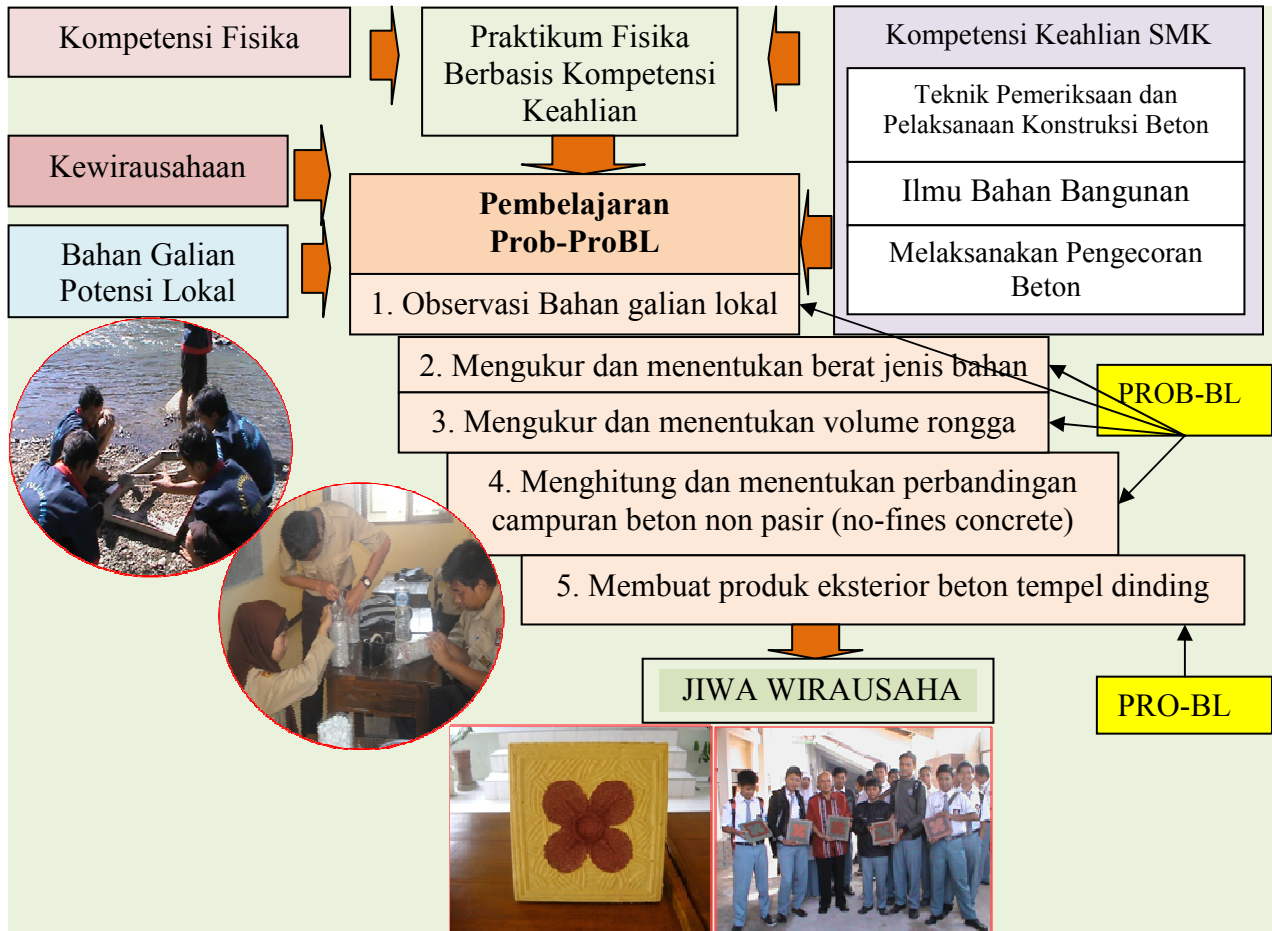 Kompetensi Fisika
Praktikum Fisika
Berbasis Kompetensi
Keahlian
Kompetensi Keahlian SMK
Teknik Pemeriksaan dan
Pelaksanaan Konstruksi Beton
Ilmu Bahan Bangunan
Melaksanakan Pengecoran
Beton
Kewirausahaan
Bahan Galian
Potensi Lokal
Pembelajaran
Prob-ProBL
1. Observasi Bahan galian lokal
2. Mengukur dan menentukan berat jenis bahan
3. Mengukur dan menentukan volume rongga
4. Menghitung dan menentukan perbandingan
campuran beton non pasir (no-fines concrete)
5. Membuat produk eksterior beton tempel dinding
PROB-BL
PRO-BL
JIWA WIRAUSAHA